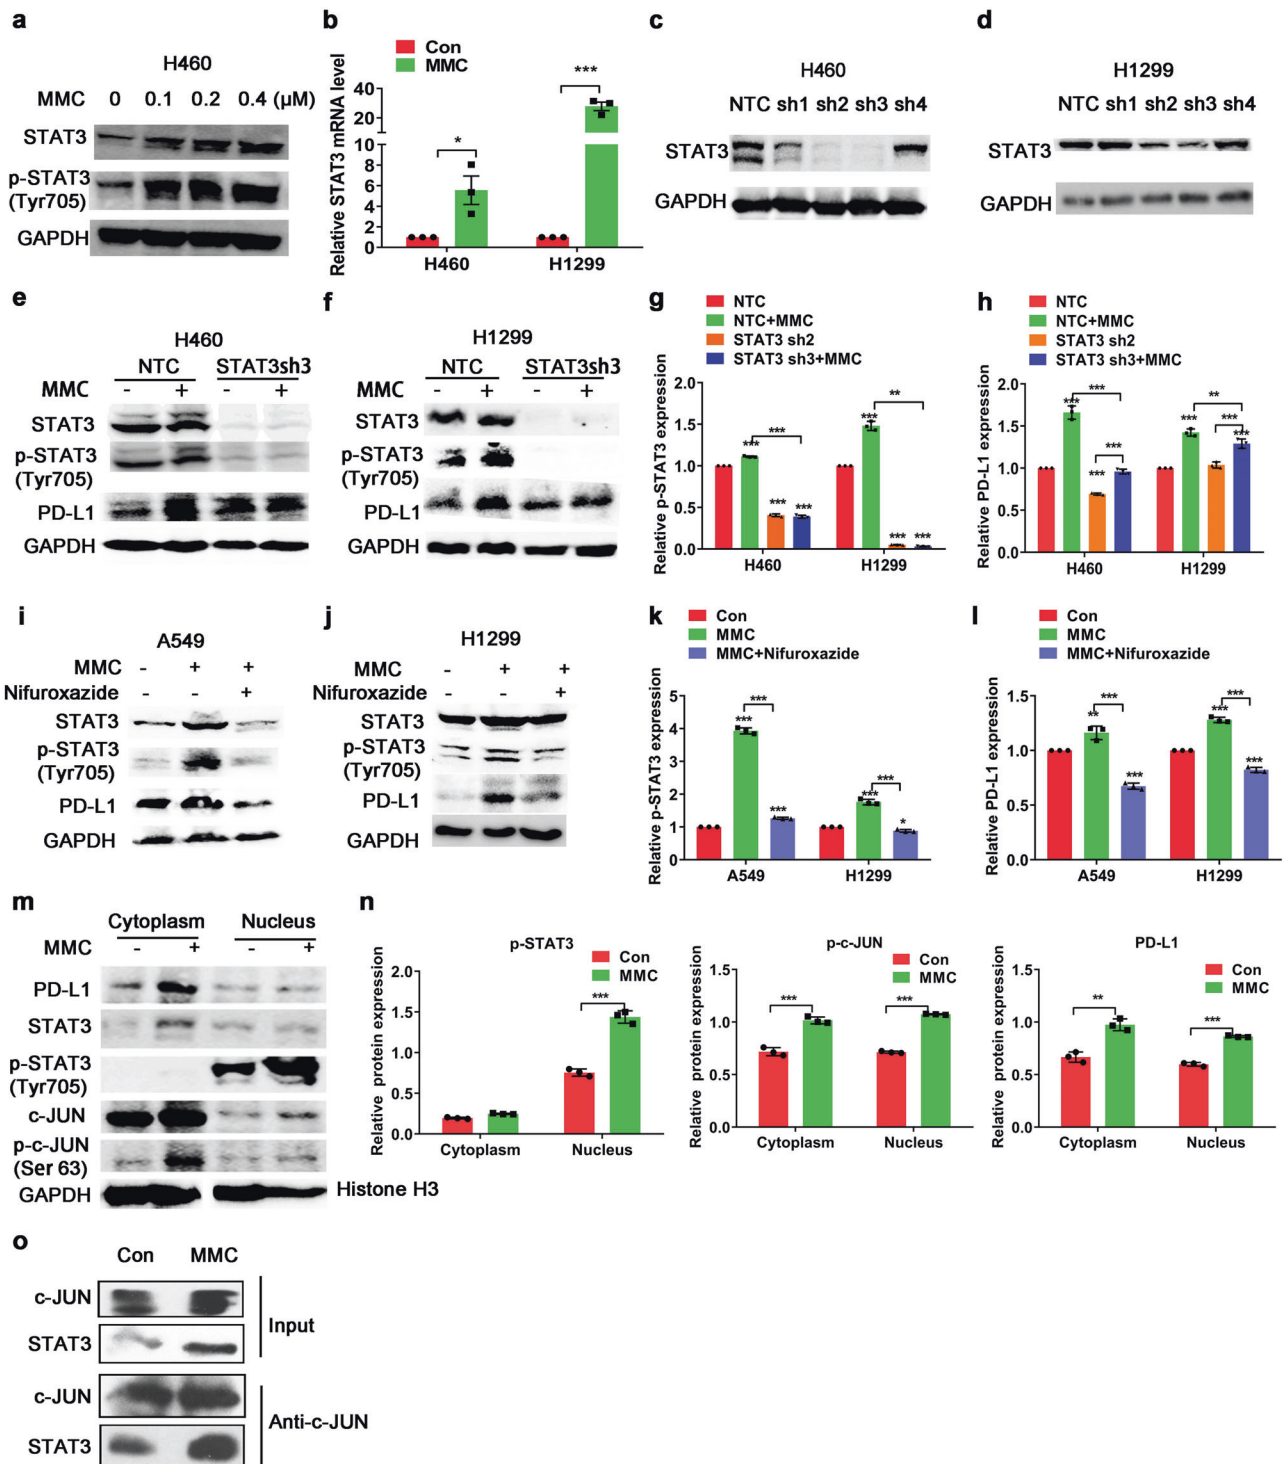 a
H460
MMC 0 0.1 0.2 0.4 (μM)
STAT3
p-STAT3
(Tyr705)
GAPDH
b
Con
MMC
Relative STAT3 mRNA level
40
20
10
8
6
4
2
0
*
***
H460 H1299
c
H460
NTC sh1 sh2 sh3 sh4
STAT3
GAPDH
d
H1299
NTC sh1 sh2 sh3 sh4
STAT3
GAPDH
e
H460
NTC STAT3sh3
MMC - + - +
STAT3
p-STAT3
(Tyr705)
PD-L1
GAPDH
f
H1299
NTC STAT3sh3
MMC - + - +
STAT3
p-STAT3
(Tyr705)
PD-L1
GAPDH
g
NTC
NTC+MMC
STAT3 sh2
STAT3 sh3+MMC
Relative p-STAT3 expression
2.0
1.5
1.0
0.5
0.0
*** *** *** ***
*** ** *** ***
H460 H1299
h
NTC
NTC+MMC
STAT3 sh2
STAT3 sh3+MMC
Relative PD-L1 expression
2.0
1.5
1.0
0.5
0.0
*** *** *** ***
*** ** *** ***
H460 H1299
i
A549
MMC - + +
Nifuroxazide - - +
STAT3
p-STAT3
(Tyr705)
PD-L1
GAPDH
j
H1299
MMC - + +
Nifuroxazide - - +
STAT3
p-STAT3
(Tyr705)
PD-L1
GAPDH
k
Con
MMC
MMC+Nifuroxazide
Relative p-STAT3 expression
5
4
3
2
1
0
*** *** ***
*** *** *
A549 H1299
l
Con
MMC
MMC+Nifuroxazide
Relative PD-L1 expression
1.5
1.0
0.5
0.0
** *** ***
*** *** ***
A549 H1299
m
Cytoplasm Nucleus
MMC - + - +
PD-L1
STAT3
p-STAT3
(Tyr705)
c-JUN
p-c-JUN
(Ser 63)
GAPDH Histone H3
n
p-STAT3
Con
MMC
Relative protein expression
2.0
1.5
1.0
0.5
0.0
***
Cytoplasm Nucleus
p-c-JUN
Con
MMC
Relative protein expression
1.5
1.0
0.5
0.0
*** ***
Cytoplasm Nucleus
PD-L1
Con
MMC
Relative protein expression
1.5
1.0
0.5
0.0
** ***
Cytoplasm Nucleus
o
Con MMC
c-JUN
STAT3
Input
c-JUN
STAT3
Anti-c-JUN